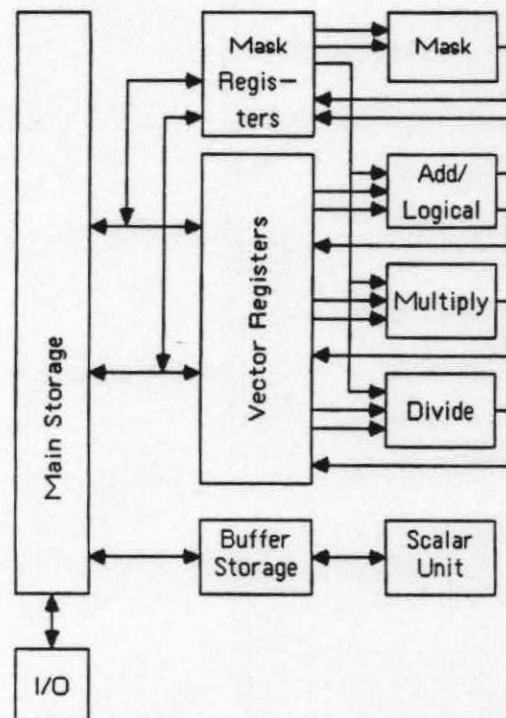 Mask
Regis-
ters
Mask
Add/
Logical
Multiply
Divide
Vector Registers
Main Storage
Buffer
Storage
Scalar
Unit
I/O